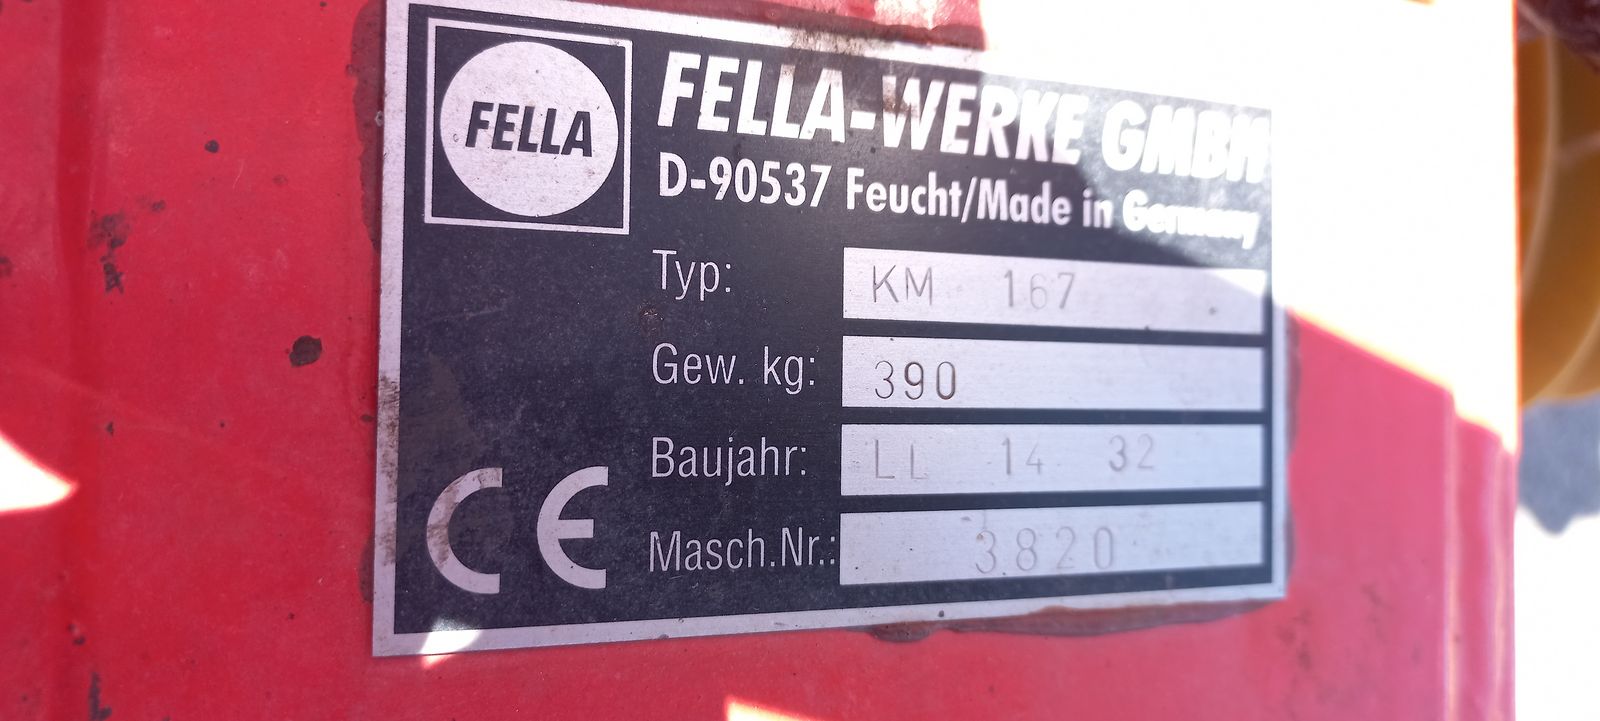 FELLA
FELLA-WERKE GMBH
D-90537 Feucht/Made in Germany
Typ: KM 167
Gew. kg: 390
Baujahr: LL 14 32
Masch.Nr.: 3820
CE